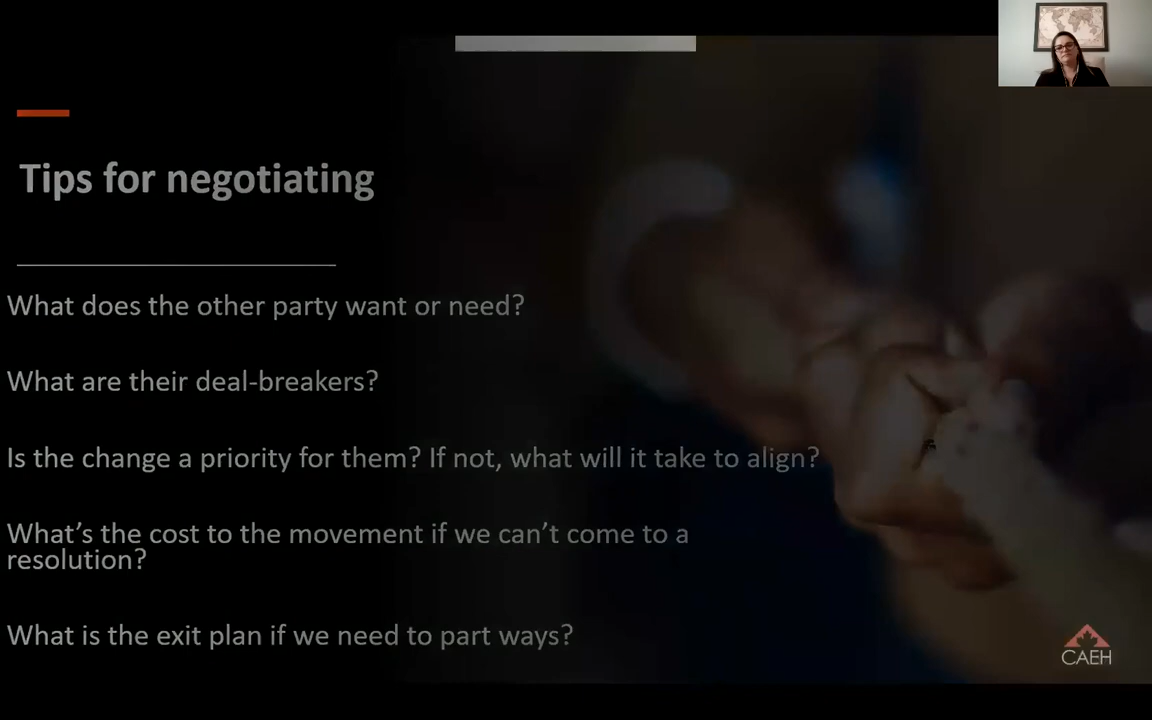 Tips for negotiating
What does the other party want or need?
What are their deal-breakers?
Is the change a priority for them? If not, what will it take to align?
What’s the cost to the movement if we can’t come to a
resolution?
What is the exit plan if we need to part ways?
CAEH